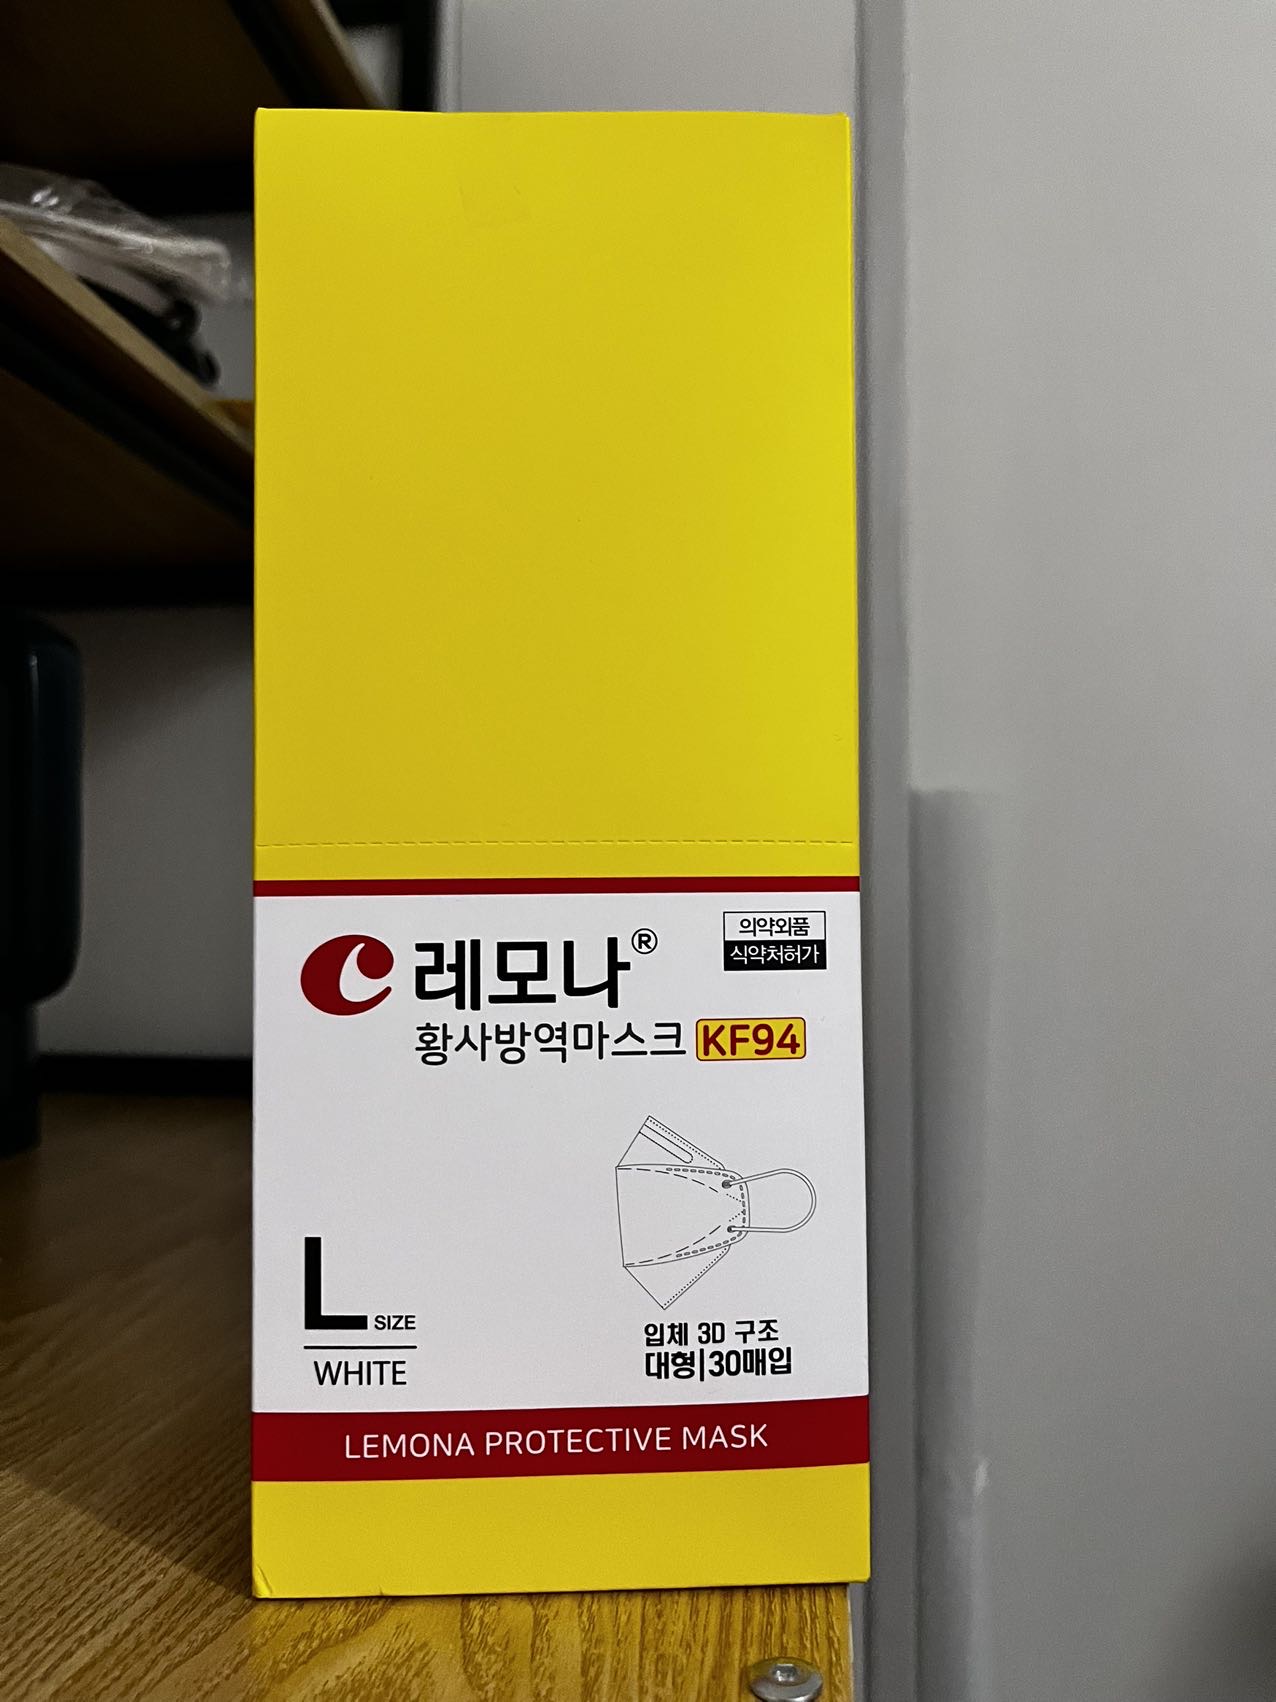 의약외품
식약처허가
레모나®
황사방역마스크 KF94
L SIZE
WHITE
입체 3D 구조
대형|30매입
LEMONA PROTECTIVE MASK